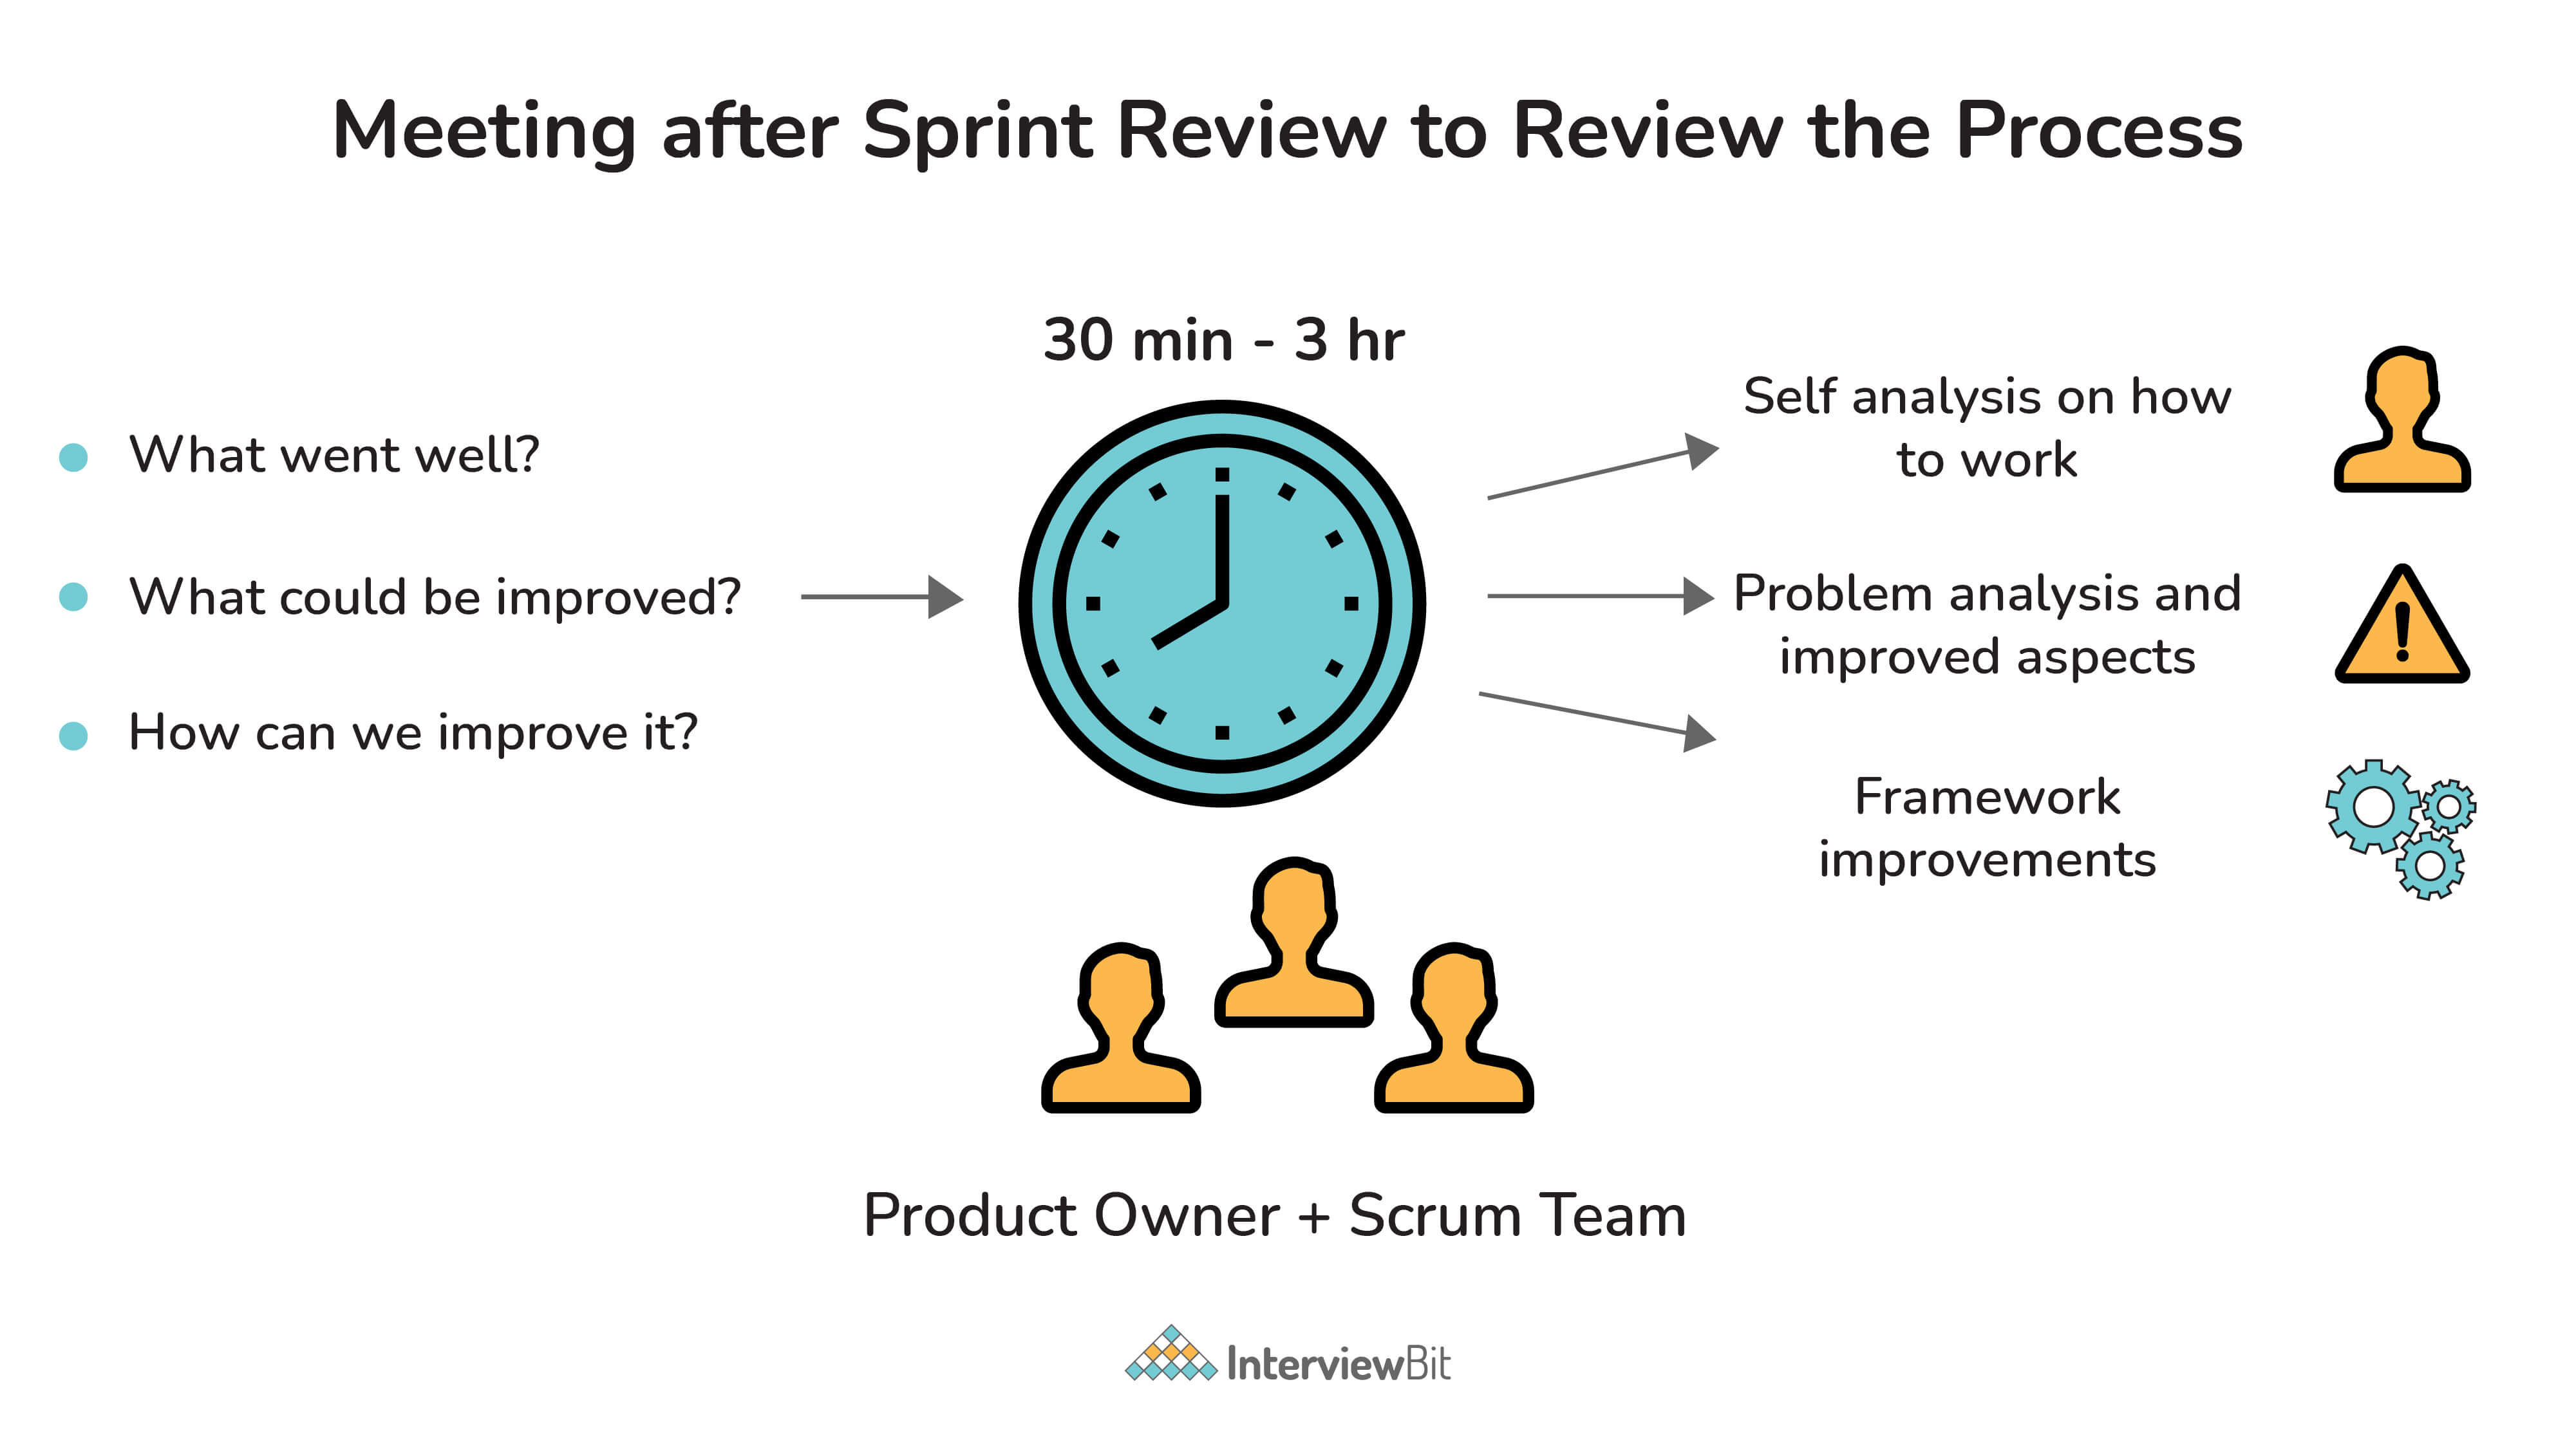 Meeting after Sprint Review to Review the Process
What went well?
What could be improved?
How can we improve it?
30 min - 3 hr
Product Owner + Scrum Team
Self analysis on how
to work
Problem analysis and
improved aspects
Framework
improvements
InterviewBit